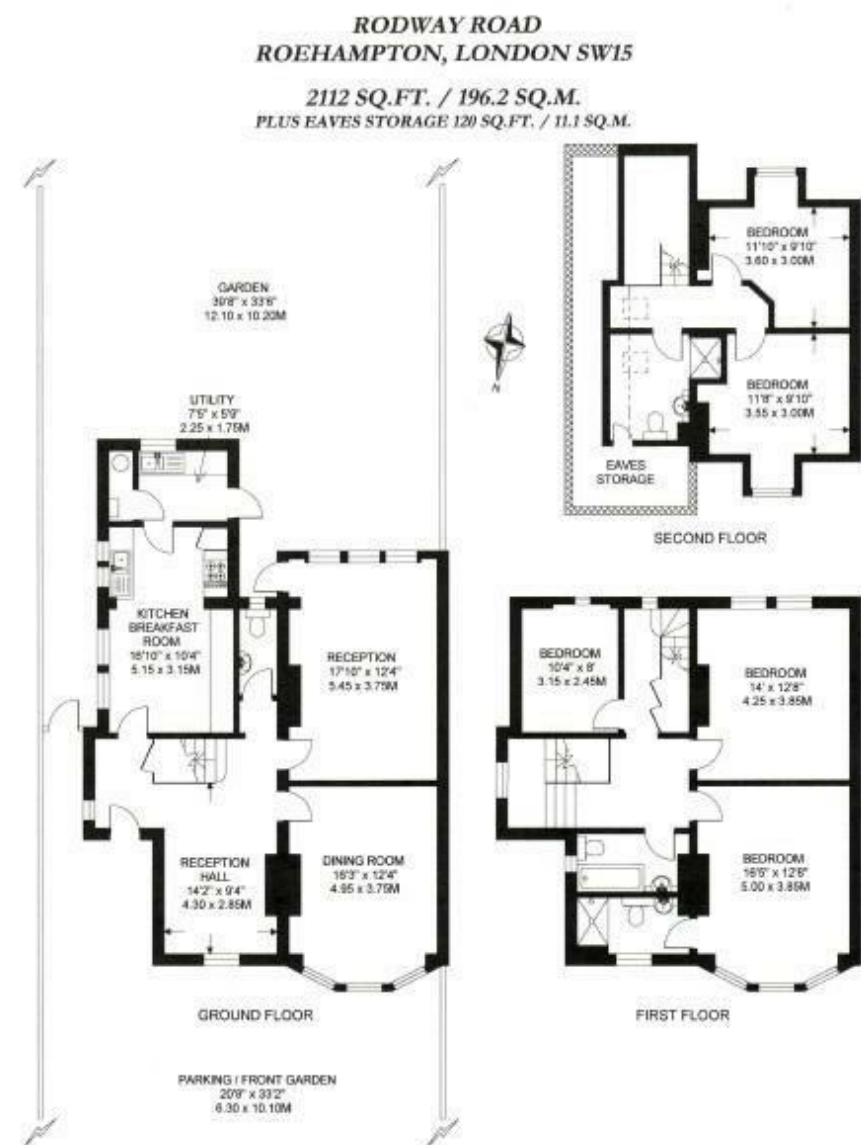 RODWAY ROAD
ROEHAMPTON, LONDON SW15
2112 SQ.FT. / 196.2 SQ.M.
PLUS EAVES STORAGE 120 SQ.FT. / 11.1 SQ.M.
GARDEN
39'8" x 33'6"
12.10 x 10.20M
N
UTILITY
7'5" x 5'9"
2.25 x 1.75M
KITCHEN
BREAKFAST
ROOM
16'10" x 10'4"
5.15 x 3.15M
RECEPTION
17'10" x 12'4"
5.45 x 3.75M
RECEPTION
HALL
14'2" x 9'4"
4.30 x 2.85M
DINING ROOM
16'3" x 12'4"
4.95 x 3.75M
GROUND FLOOR
PARKING / FRONT GARDEN
20'8" x 33'2"
6.30 x 10.10M
BEDROOM
11'10" x 9'10"
3.60 x 3.00M
BEDROOM
11'8" x 9'10"
3.55 x 3.00M
EAVES
STORAGE
SECOND FLOOR
BEDROOM
10'4" x 8'
3.15 x 2.45M
BEDROOM
14' x 12'8"
4.25 x 3.85M
BEDROOM
16'5" x 12'8"
5.00 x 3.85M
FIRST FLOOR